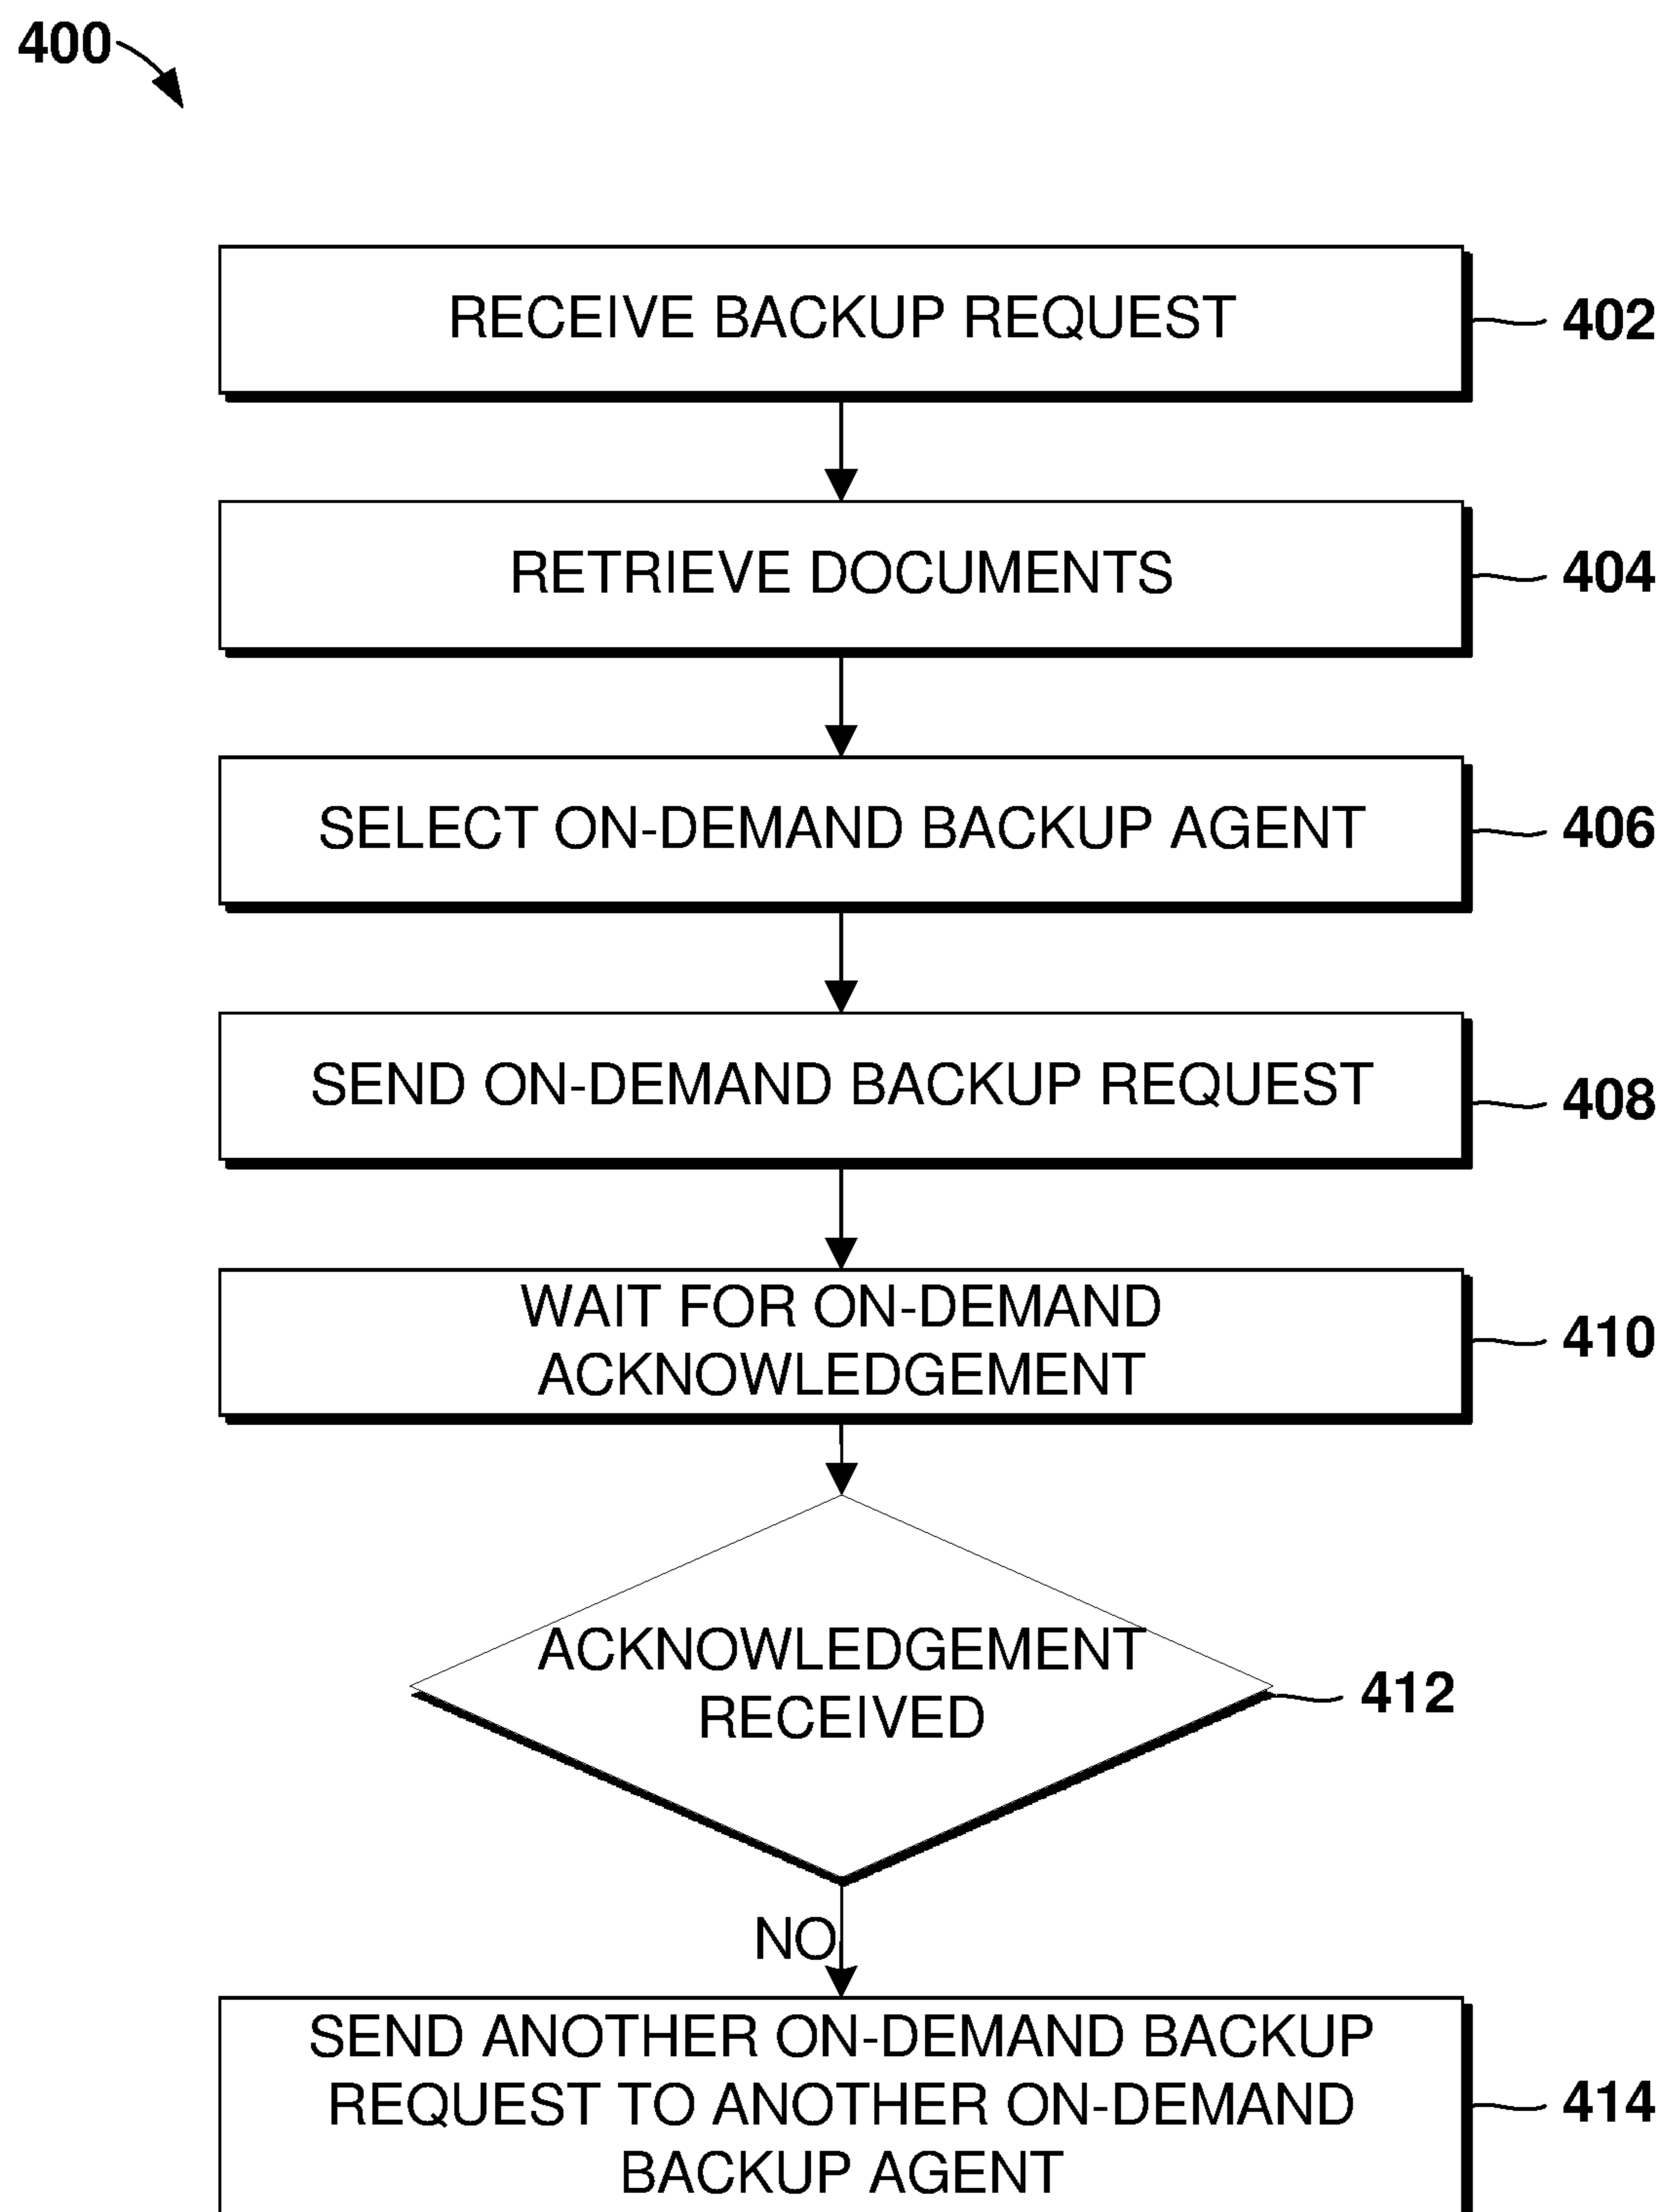 400
RECEIVE BACKUP REQUEST
402
RETRIEVE DOCUMENTS
404
SELECT ON-DEMAND BACKUP AGENT
406
SEND ON-DEMAND BACKUP REQUEST
408
WAIT FOR ON-DEMAND
ACKNOWLEDGEMENT
410
ACKNOWLEDGEMENT
RECEIVED
412
NO
SEND ANOTHER ON-DEMAND BACKUP
REQUEST TO ANOTHER ON-DEMAND
BACKUP AGENT
414